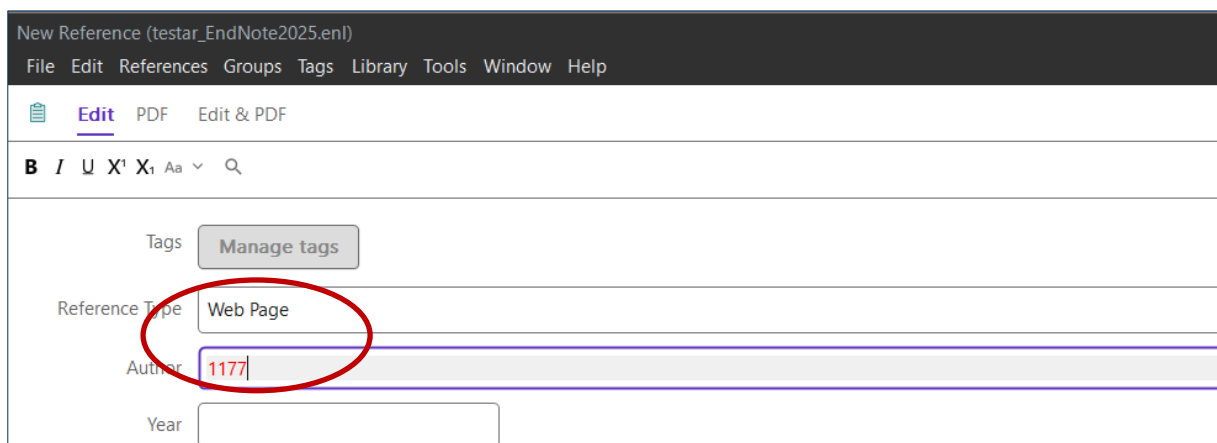 New Reference (testar_EndNote2025.enl)
File Edit References Groups Tags Library Tools Window Help
Edit PDF Edit & PDF
B I U X¹ X₁ Aa
Tags Manage tags
Reference Type Web Page
Author 1177
Year